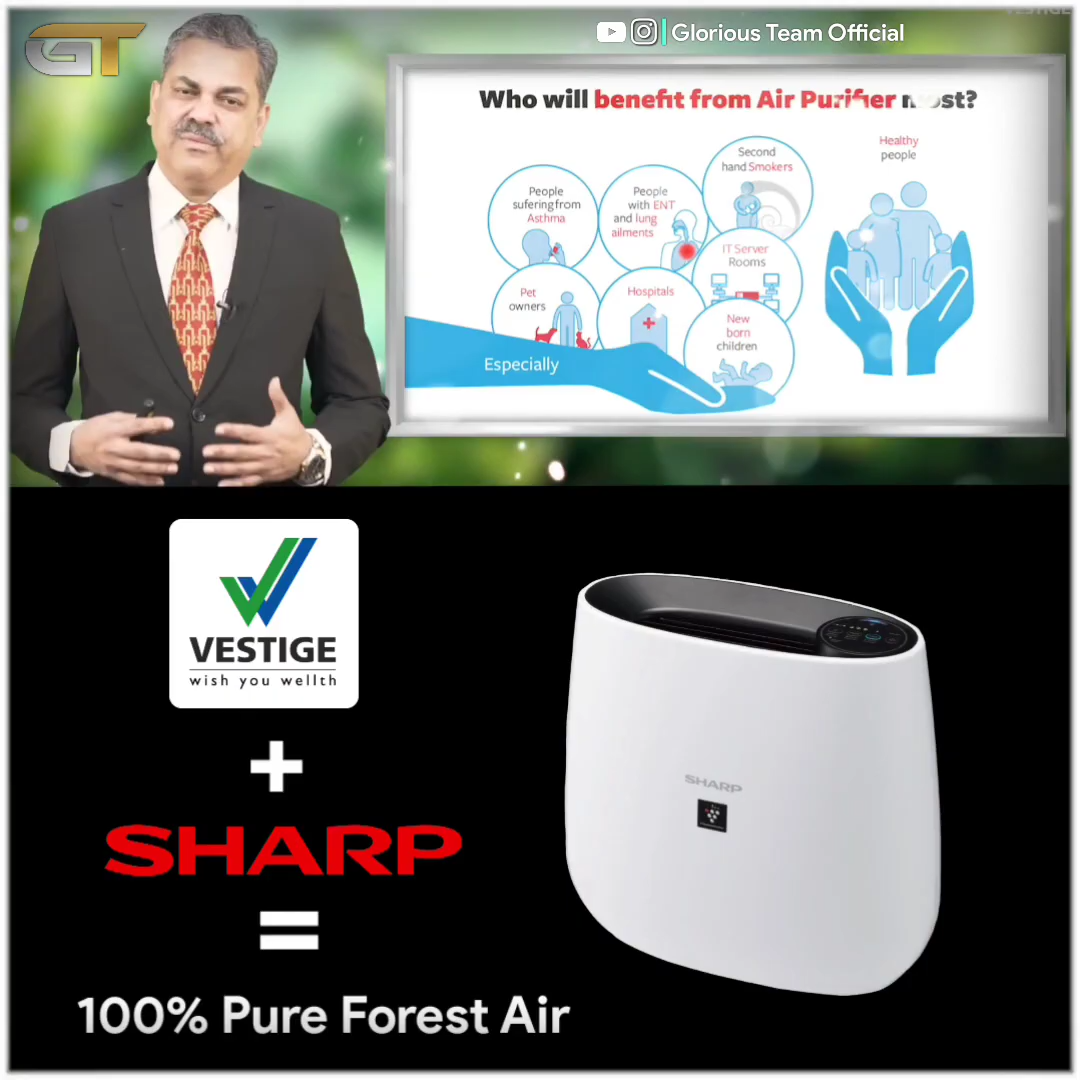 GT
Glorious Team Official
Who will benefit from Air Purifier most?
People
sufering from
Asthma
People
with ENT
and lung
ailments
Second
hand Smokers
Healthy
people
IT Server
Rooms
Pet
owners
Hospitals
New
born
children
Especially
VESTIGE
wish you wellth
+
SHARP
=
100% Pure Forest Air
SHARP